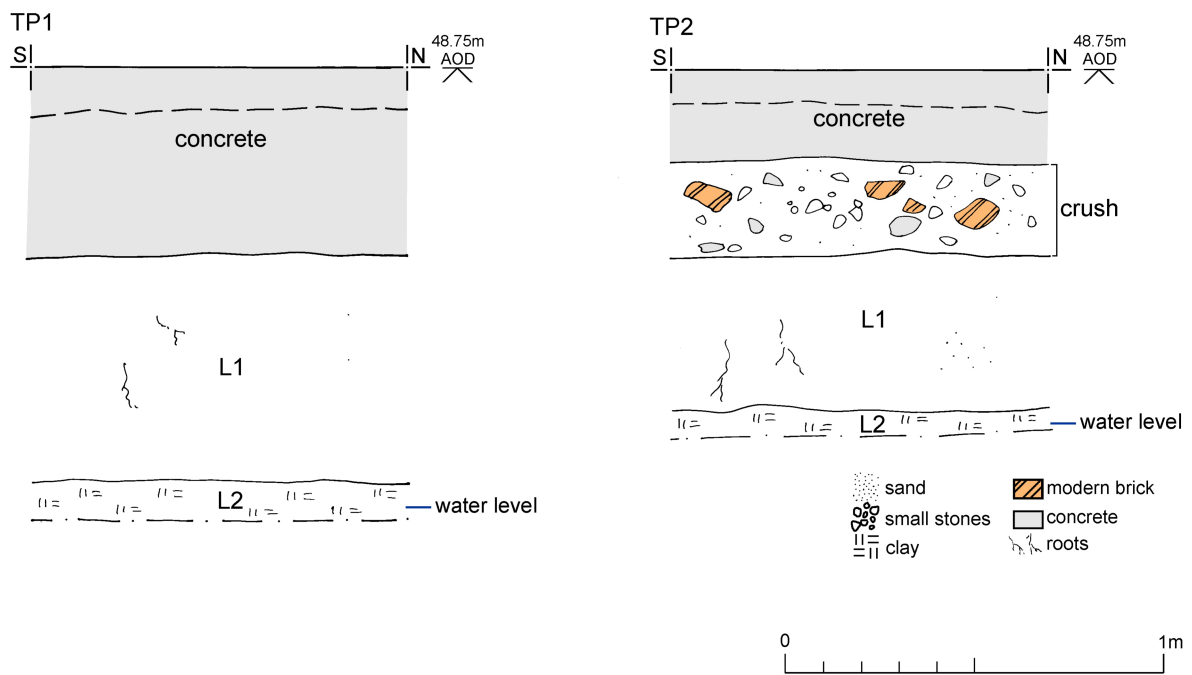 TP1
S
N
48.75m
AOD
concrete
L1
L2
water level
TP2
S
N
48.75m
AOD
concrete
crush
L1
L2
water level
sand
small stones
clay
modern brick
concrete
roots
0
1m